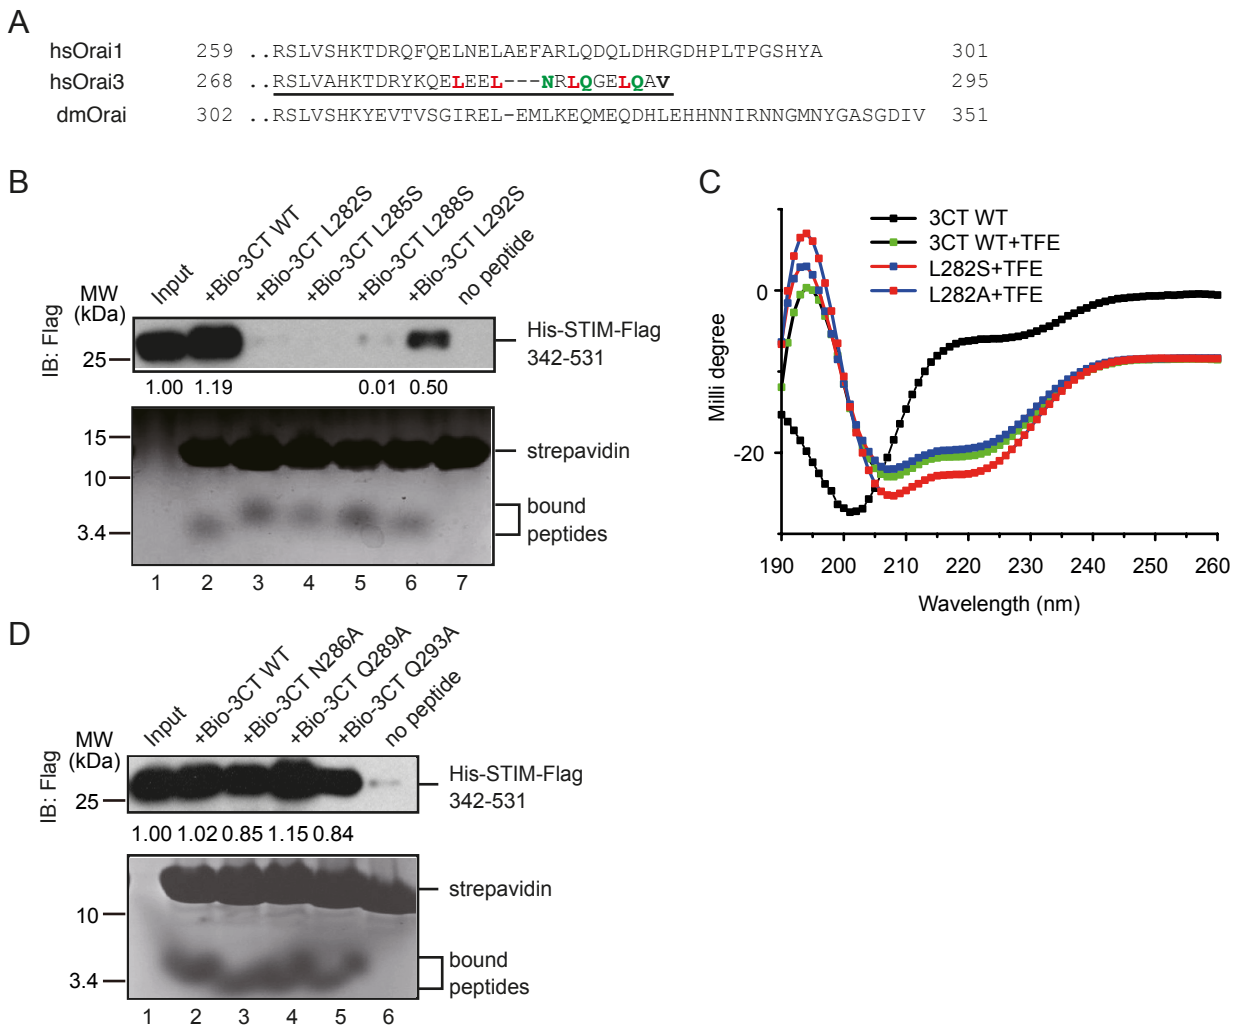 A
hsOrai1 259 ..RSLVSHKTDRQFQELNELAEFARLQDQLDHRGDHPLTPGSHYA 301
hsOrai3 268 ..RSLVAHKTDRYKQELEEL---NRLQGELQAV 295
dmOrai 302 ..RSLVSHKYEVTVSGIREL-EMLKEQMEQDHLEHHNNIRNNGMNYGASGDIV 351
B
Input
+Bio-3CT WT
+Bio-3CT L282S
+Bio-3CT L285S
+Bio-3CT L288S
+Bio-3CT L292S
no peptide
MW
(kDa)
IB: Flag
25
His-STIM-Flag
342-531
1.00 1.19 0.01 0.50
15
10
3.4
strepavidin
bound
peptides
1 2 3 4 5 6 7
C
3CT WT
3CT WT+TFE
L282S+TFE
L282A+TFE
Milli degree
0
-20
190 200 210 220 230 240 250 260
Wavelength (nm)
D
Input
+Bio-3CT WT
+Bio-3CT N286A
+Bio-3CT Q289A
+Bio-3CT Q293A
no peptide
MW
(kDa)
IB: Flag
25
His-STIM-Flag
342-531
1.00 1.02 0.85 1.15 0.84
10
3.4
strepavidin
bound
peptides
1 2 3 4 5 6